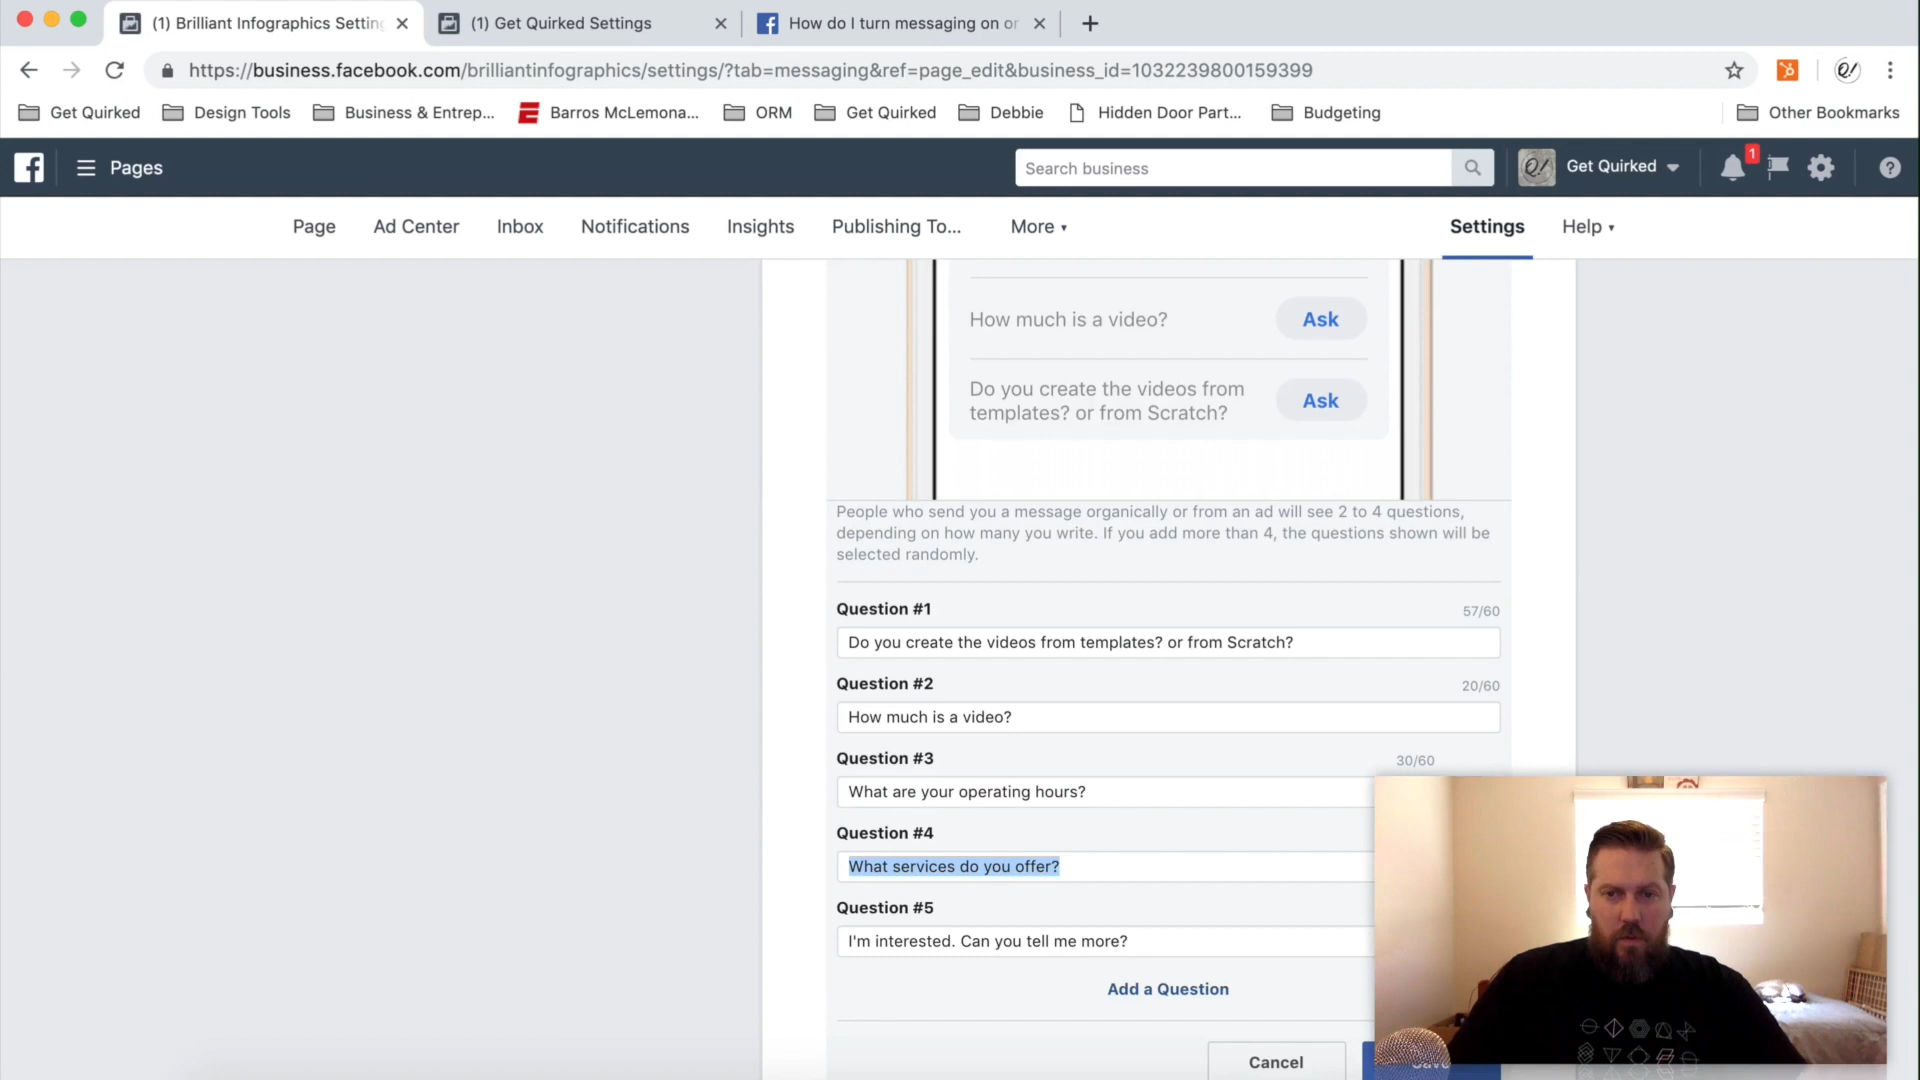 (1) Brilliant Infographics Setting
(1) Get Quirked Settings
How do I turn messaging on or
https://business.facebook.com/brilliantinfographics/settings/?tab=messaging&ref=page_edit&business_id=1032239800159399
Get Quirked
Design Tools
Business & Entrep...
Barros McLemona...
ORM
Get Quirked
Debbie
Hidden Door Part...
Budgeting
Other Bookmarks
Pages
Search business
Q!
Get Quirked
1
Page
Ad Center
Inbox
Notifications
Insights
Publishing To...
More
Settings
Help
How much is a video?
Ask
Do you create the videos from
templates? or from Scratch?
Ask
People who send you a message organically or from an ad will see 2 to 4 questions,
depending on how many you write. If you add more than 4, the questions shown will be
selected randomly.
Question #1
57/60
Do you create the videos from templates? or from Scratch?
Question #2
20/60
How much is a video?
Question #3
30/60
What are your operating hours?
Question #4
What services do you offer?
Question #5
I'm interested. Can you tell me more?
Add a Question
Cancel
Save